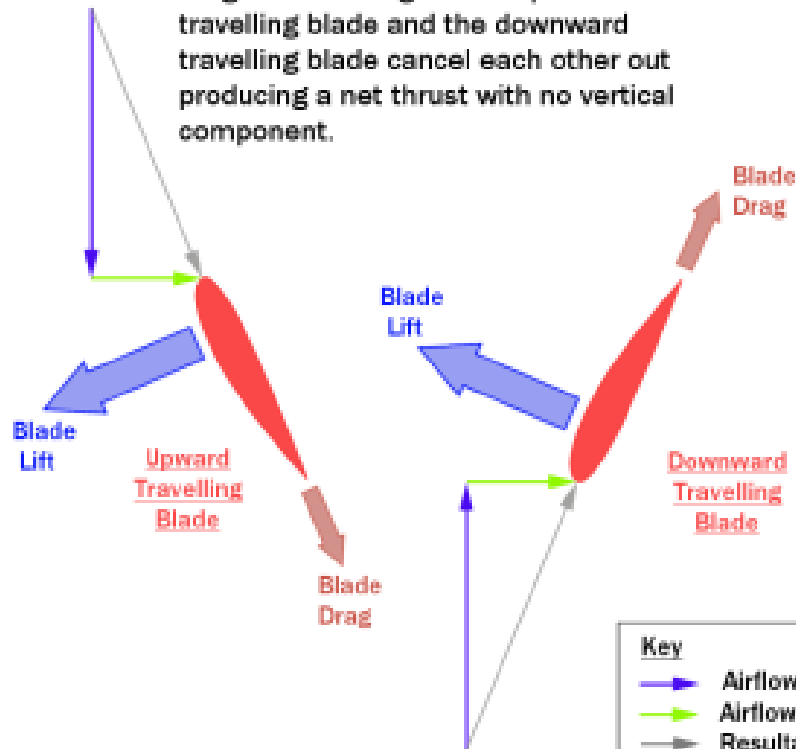 travelling blade and the downward
travelling blade cancel each other out
producing a net thrust with no vertical
component.
Blade
Drag
Blade
Lift
Blade
Lift
Upward
Travelling
Blade
Downward
Travelling
Blade
Blade
Drag
Key
Airflow
Airflow